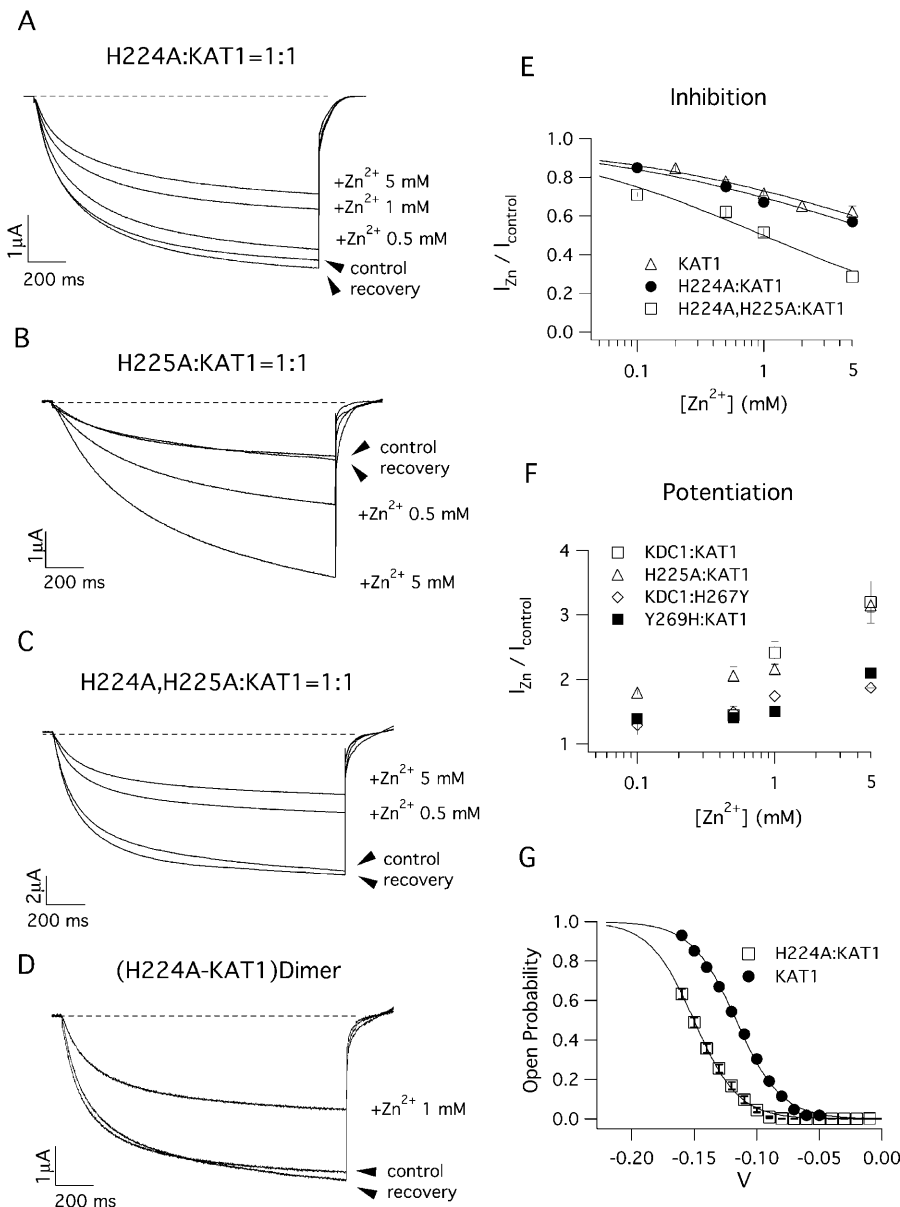 A
H224A:KAT1=1:1
+Zn2+ 5 mM
+Zn2+ 1 mM
+Zn2+ 0.5 mM
control
recovery
1μA
200 ms
B
H225A:KAT1=1:1
control
recovery
+Zn2+ 0.5 mM
+Zn2+ 5 mM
1μA
200 ms
C
H224A,H225A:KAT1=1:1
+Zn2+ 5 mM
+Zn2+ 0.5 mM
control
recovery
2μA
200 ms
D
(H224A-KAT1)Dimer
+Zn2+ 1 mM
control
recovery
1μA
200 ms
E
Inhibition
IZn / Icontrol
1.0
0.8
0.6
0.4
0.2
0.0
KAT1
H224A:KAT1
H224A,H225A:KAT1
0.1
1
5
[Zn2+] (mM)
F
Potentiation
IZn / Icontrol
4
3
2
1
KDC1:KAT1
H225A:KAT1
KDC1:H267Y
Y269H:KAT1
0.1
1
5
[Zn2+] (mM)
G
Open Probability
1.0
0.8
0.6
0.4
0.2
0.0
H224A:KAT1
KAT1
-0.20
-0.15
-0.10
-0.05
0.00
V